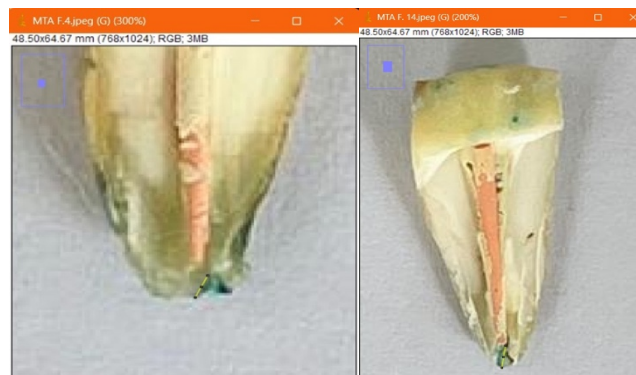 MTA F.4.jpeg (G) (300%)
48.50x64.67 mm (768x1024); RGB; 3MB
MTA F. 14.jpeg (G) (200%)
48.50x64.67 mm (768x1024); RGB; 3MB